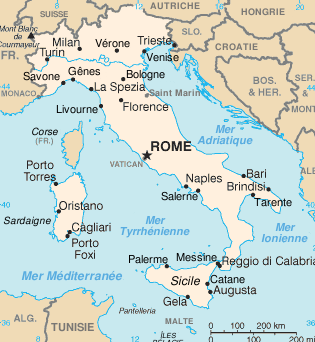 SUISSE
AUTRICHE
HONGRIE
Mont Blanc
de
Courmayeur
Milan
Vérone
Trieste
SLO.
CROATIE
Turin
Venise
FR.
Savone
Gênes
Bologne
BOS. &
HER.
La Spezia
MONACO
Saint Marin
Livourne
Florence
Mer
Adriatique
Corse
(FR.)
ROME
VATICAN
Porto
Torres
Naples
Bari
Brindisi
Salerne
Tarente
Oristano
Sardaigne
Mer
Tyrrhénienne
Mer
Ionienne
Cágliari
Porto
Foxi
Mer Méditerranée
Palerme
Messine
Reggio di Calabria
Sicile
Catane
Augusta
Gela
Pantelleria
ALG.
TUNISIE
MALTE
0
100
200 km
0
100
200 mi